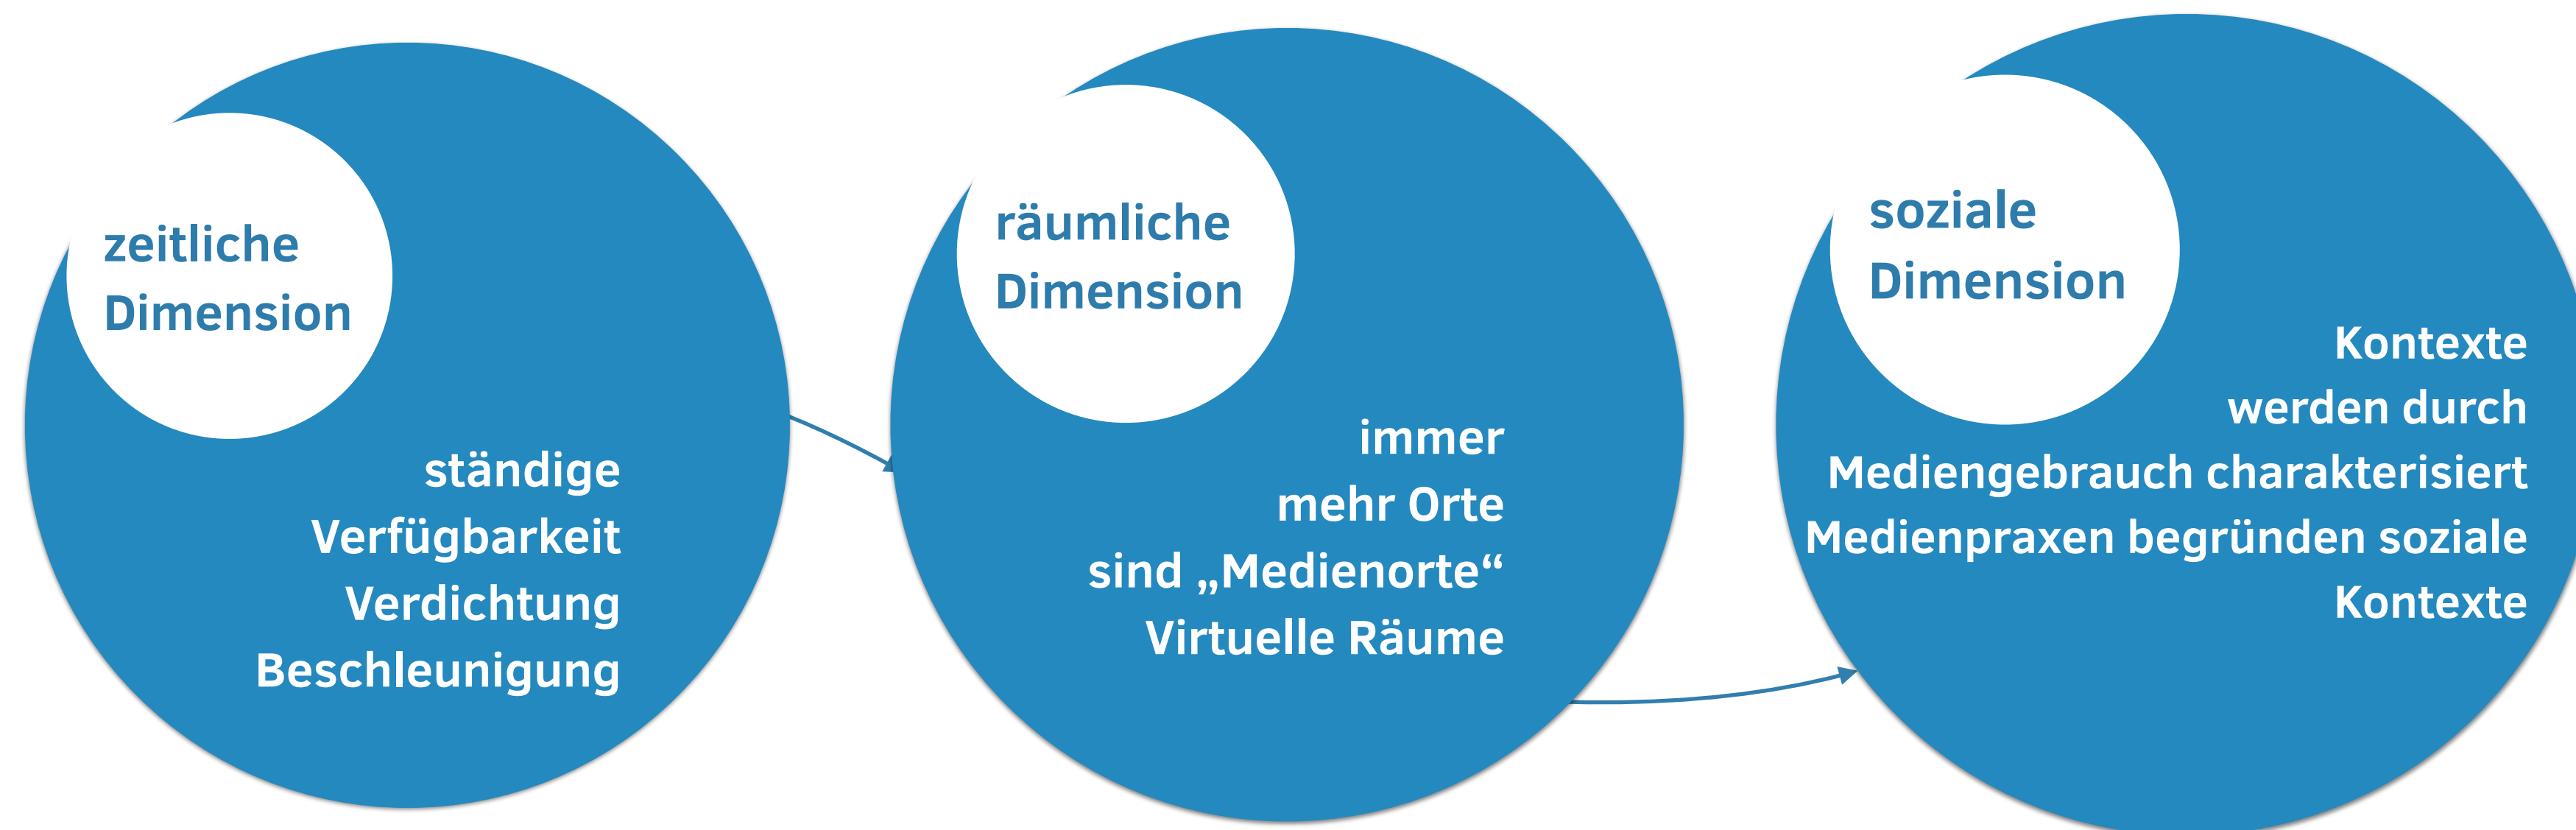 zeitliche
Dimension
ständige
Verfügbarkeit
Verdichtung
Beschleunigung
räumliche
Dimension
immer
mehr Orte
sind „Medienorte“
Virtuelle Räume
soziale
Dimension
Kontexte
werden durch
Mediengebrauch charakterisiert
Medienpraxen begründen soziale
Kontexte